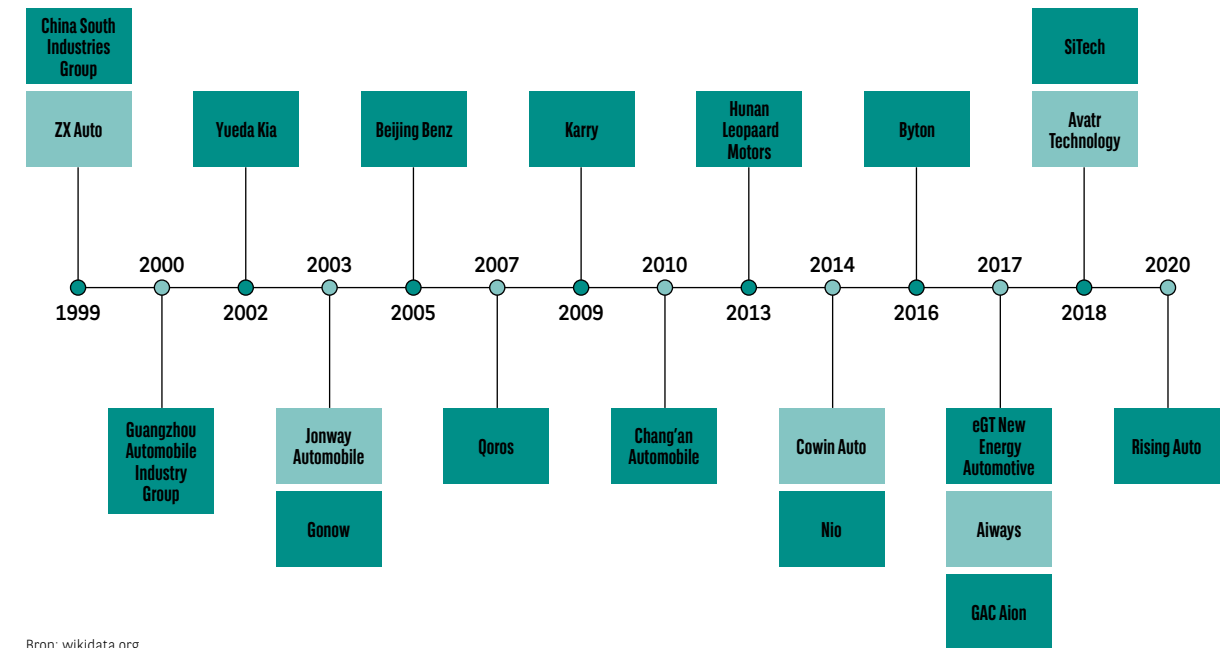 China South
Industries
Group
SiTech
ZX Auto
Yueda Kia
Beijing Benz
Karry
Hunan
Leopaard
Motors
Byton
Avatr
Technology
2000
2003
2007
2010
2014
2017
2020
1999
2002
2005
2009
2013
2016
2018
Guangzhou
Automobile
Industry
Group
Jonway
Automobile
Qoros
Chang'an
Automobile
Cowin Auto
eGT New
Energy
Automotive
Rising Auto
Gonow
Nio
Aiways
GAC Aion
Bron: wikidata.org